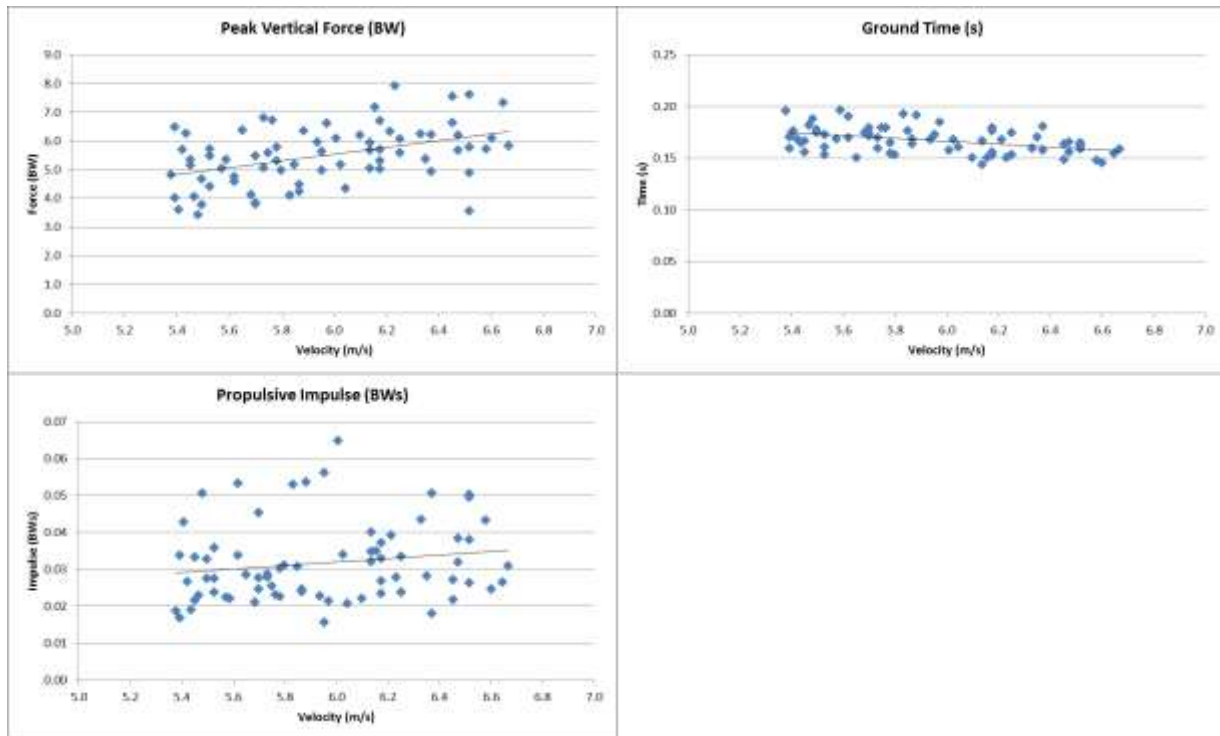 Peak Vertical Force (BW)
9.0
8.0
7.0
6.0
5.0
4.0
3.0
2.0
1.0
0.0
Force (BW)
5.0 5.2 5.4 5.6 5.8 6.0 6.2 6.4 6.6 6.8 7.0
Velocity (m/s)
Ground Time (s)
0.25
0.20
0.15
0.10
0.05
0.00
Time (s)
5.0 5.2 5.4 5.6 5.8 6.0 6.2 6.4 6.6 6.8 7.0
Velocity (m/s)
Propulsive Impulse (BWs)
0.07
0.06
0.05
0.04
0.03
0.02
0.01
0.00
Impulse (BWs)
5.0 5.2 5.4 5.6 5.8 6.0 6.2 6.4 6.6 6.8 7.0
Velocity (m/s)